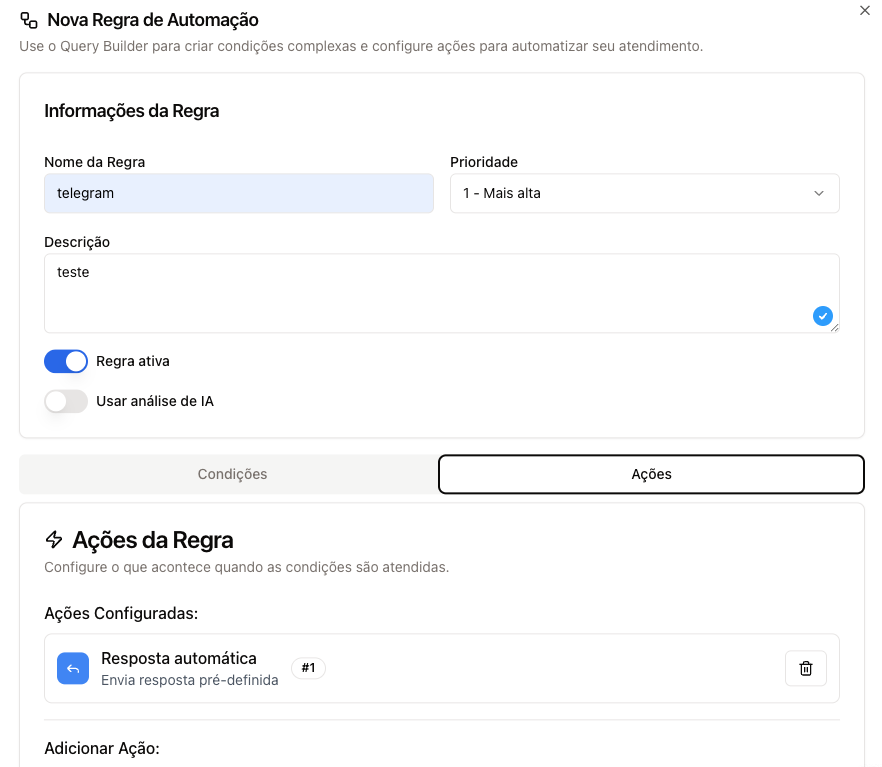 Nova Regra de Automação
Use o Query Builder para criar condições complexas e configure ações para automatizar seu atendimento.
Informações da Regra
Nome da Regra
telegram
Prioridade
1 - Mais alta
Descrição
teste
Regra ativa
Usar análise de IA
Condições
Ações
Ações da Regra
Configure o que acontece quando as condições são atendidas.
Ações Configuradas:
Resposta automática
#1
Envia resposta pré-definida
Adicionar Ação: